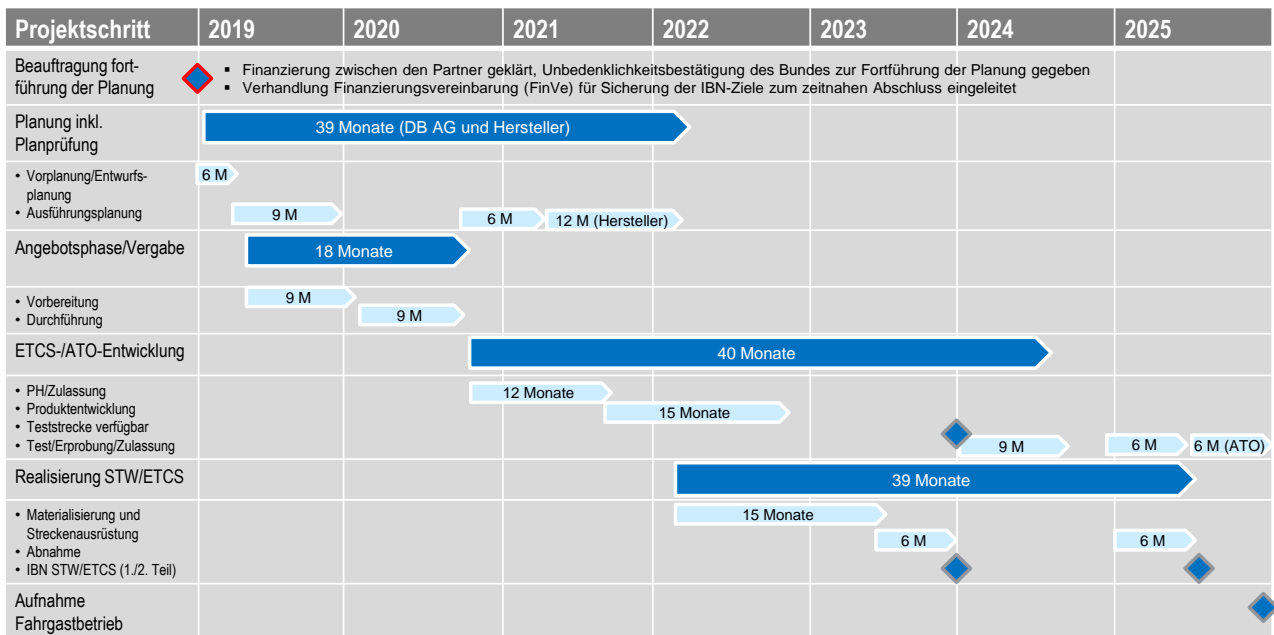 Projektschritt 2019 2020 2021 2022 2023 2024 2025
Beauftragung fort-
führung der Planung
▪ Finanzierung zwischen den Partner geklärt, Unbedenklichkeitsbestätigung des Bundes zur Fortführung der Planung gegeben
▪ Verhandlung Finanzierungsvereinbarung (FinVe) für Sicherung der IBN-Ziele zum zeitnahen Abschluss eingeleitet
Planung inkl.
Planprüfung
39 Monate (DB AG und Hersteller)
• Vorplanung/Entwurfs-
planung
• Ausführungsplanung
6 M
9 M
6 M
12 M (Hersteller)
Angebotsphase/Vergabe
18 Monate
• Vorbereitung
• Durchführung
9 M
9 M
ETCS-/ATO-Entwicklung
40 Monate
• PH/Zulassung
• Produktentwicklung
• Teststrecke verfügbar
• Test/Erprobung/Zulassung
12 Monate
15 Monate
9 M
6 M
6 M (ATO)
Realisierung STW/ETCS
39 Monate
• Materialisierung und
Streckenausrüstung
• Abnahme
• IBN STW/ETCS (1./2. Teil)
15 Monate
6 M
6 M
Aufnahme
Fahrgastbetrieb